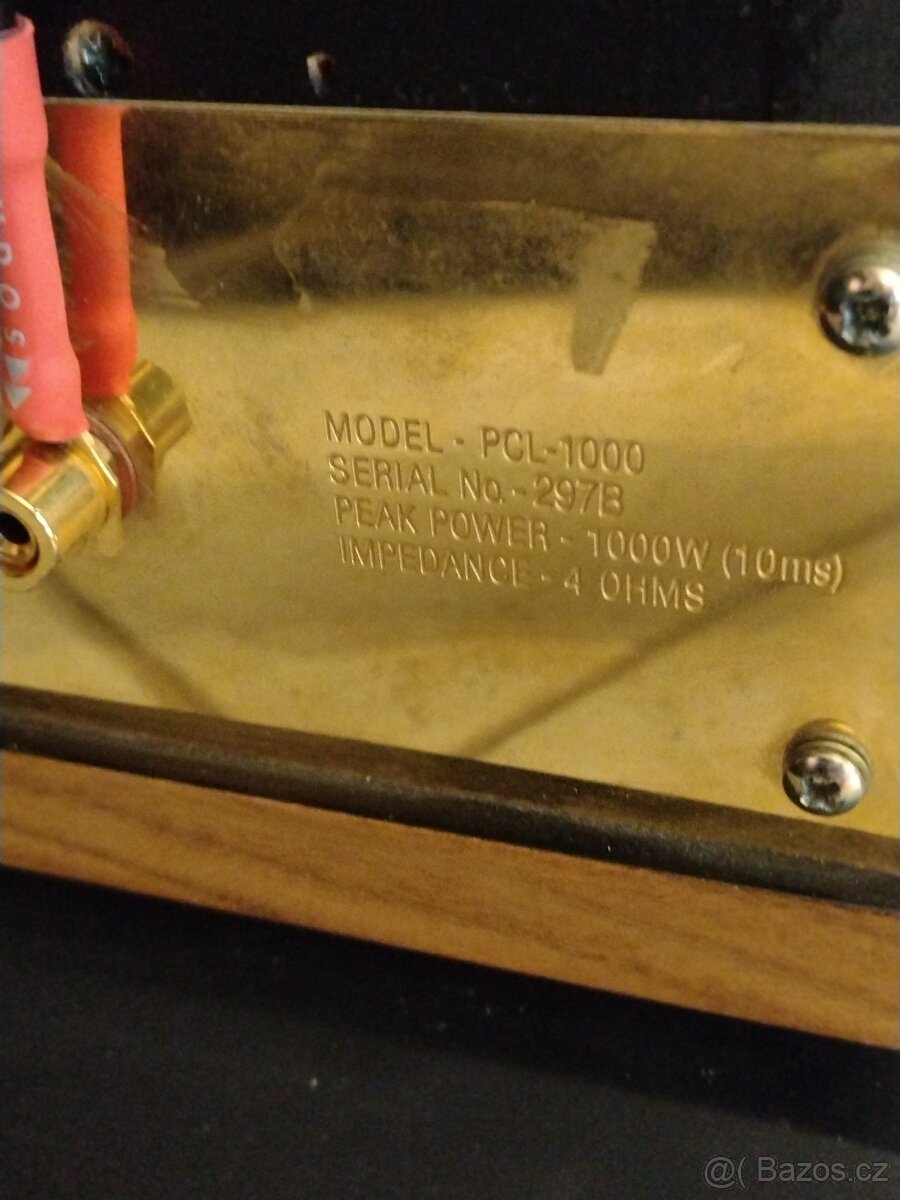 MODEL - PCL-1000
SERIAL No. - 297B
PEAK POWER - 1000W (10ms)
IMPEDANCE - 4 OHMS
@( Bazos.cz